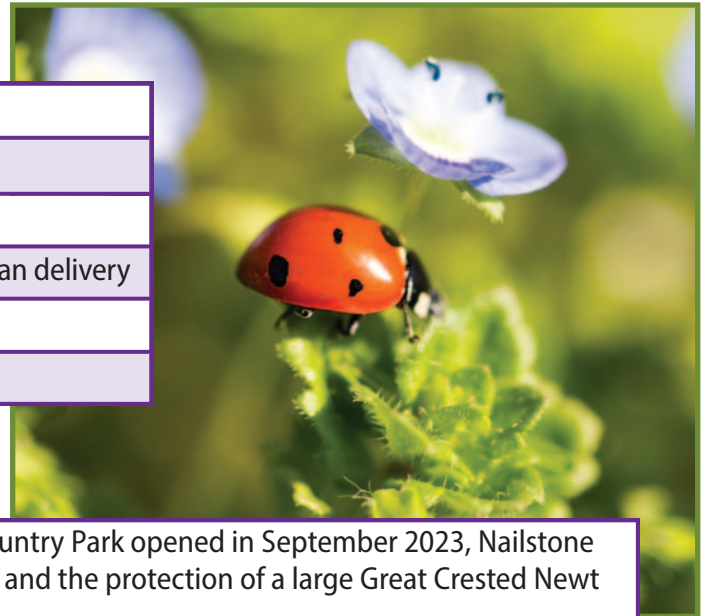 an delivery
untry Park opened in September 2023, Nailstone
and the protection of a large Great Crested Newt